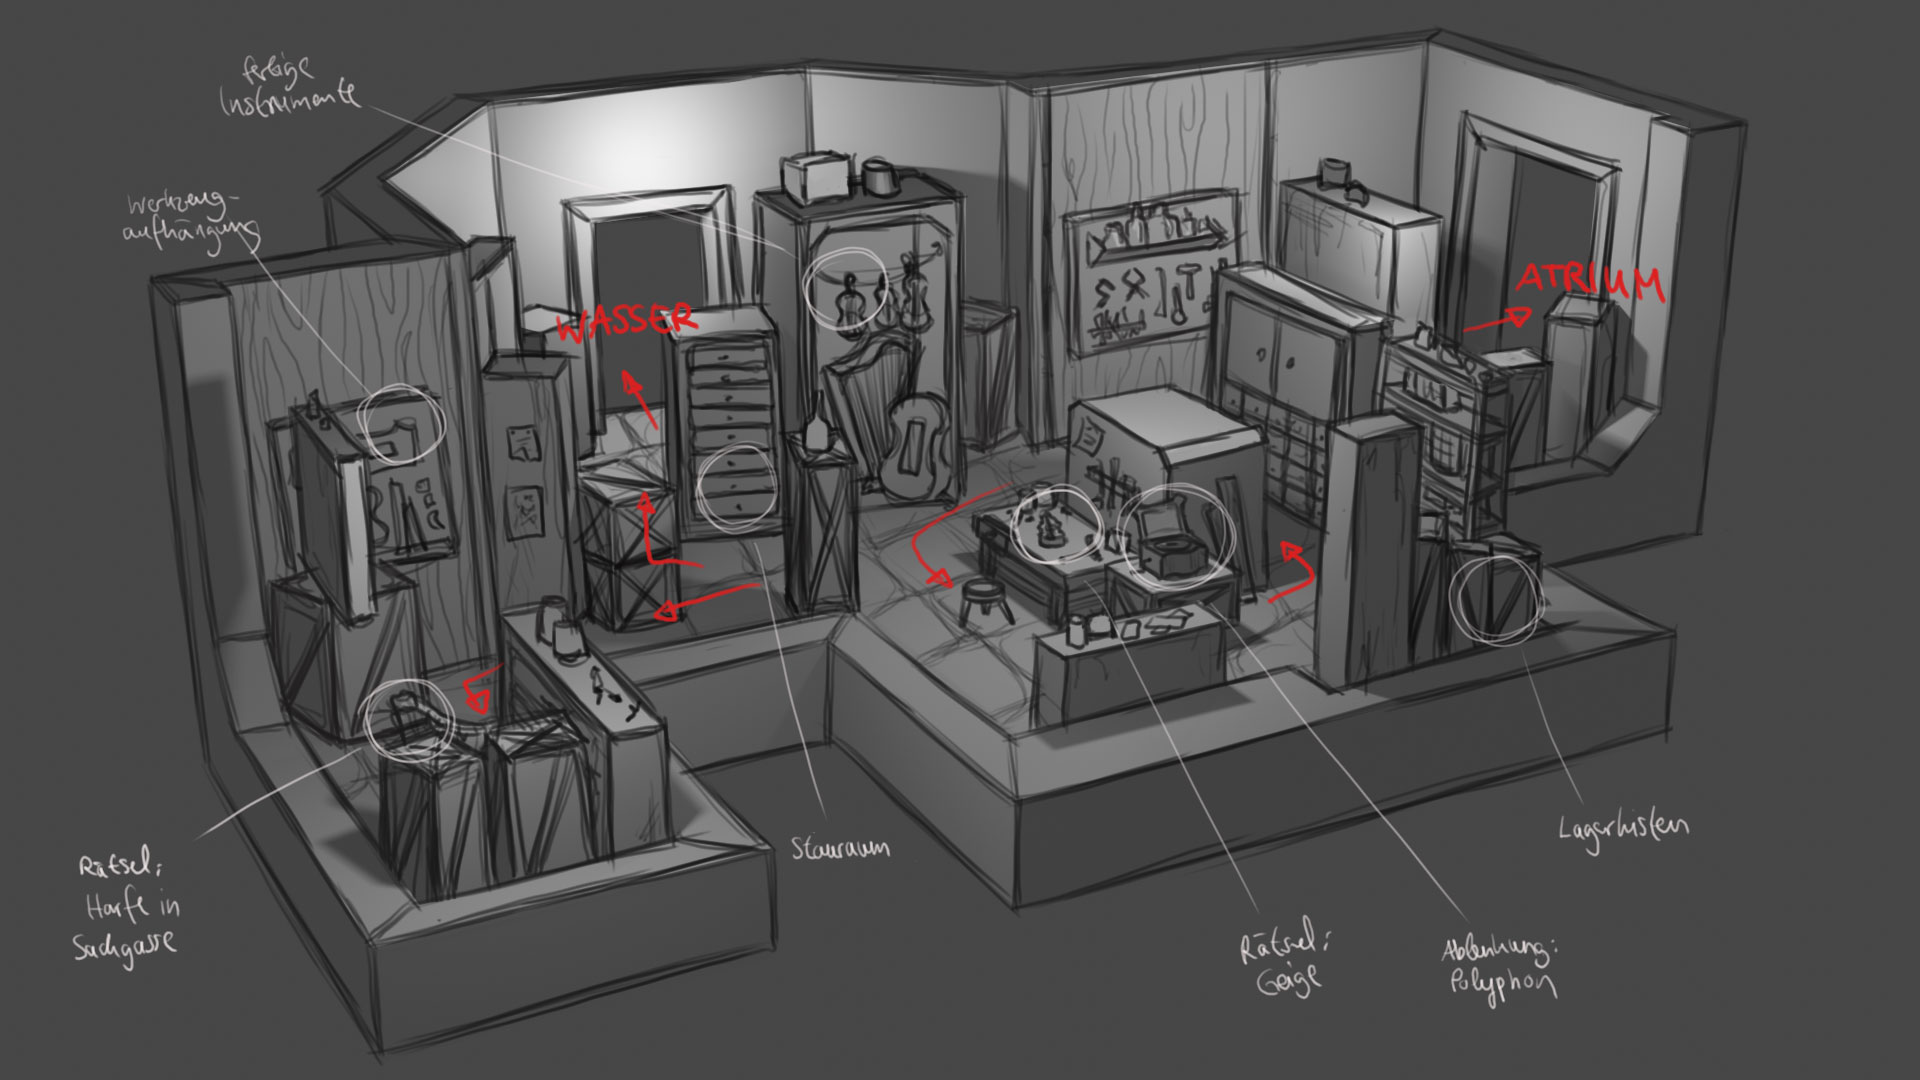 fertige
Instrumente
Werkzeug-
aufhängung
WASSER
ATRIUM
Rätsel:
Harfe in
Sackgasse
Stauraum
Rätsel:
Geige
Ablenkung:
Polyphon
Lagerkisten